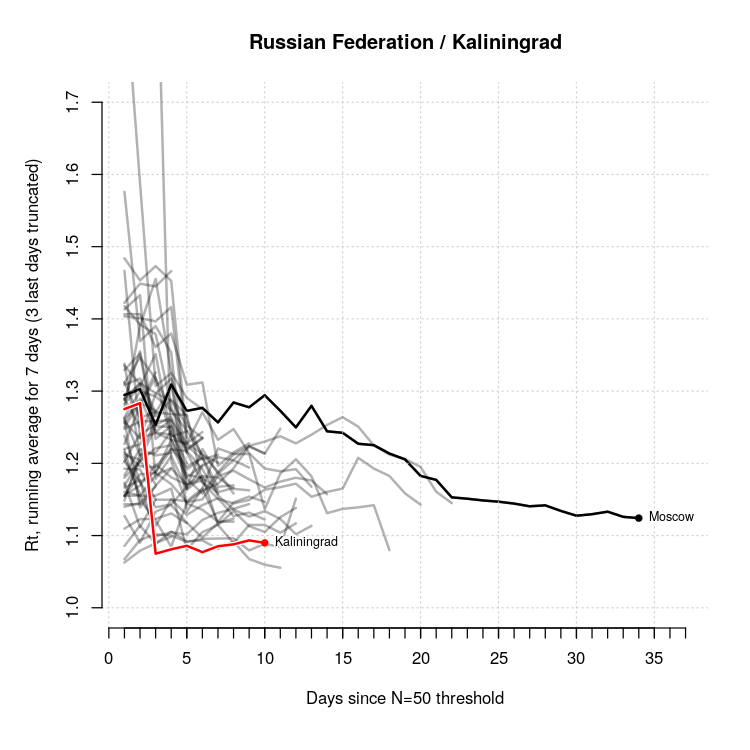 Russian Federation / Kaliningrad
Rt, running average for 7 days (3 last days truncated)
1.7
1.6
1.5
1.4
1.3
1.2
1.1
1.0
Moscow
Kaliningrad
0 5 10 15 20 25 30 35
Days since N=50 threshold